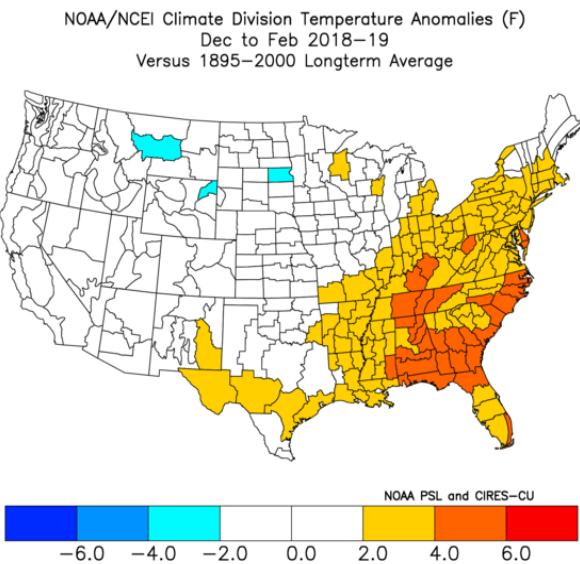 NOAA/NCEI Climate Division Temperature Anomalies (F)
Dec to Feb 2018-19
Versus 1895-2000 Longterm Average
NOAA PSL and CIRES-CU
-6.0 -4.0 -2.0 0.0 2.0 4.0 6.0